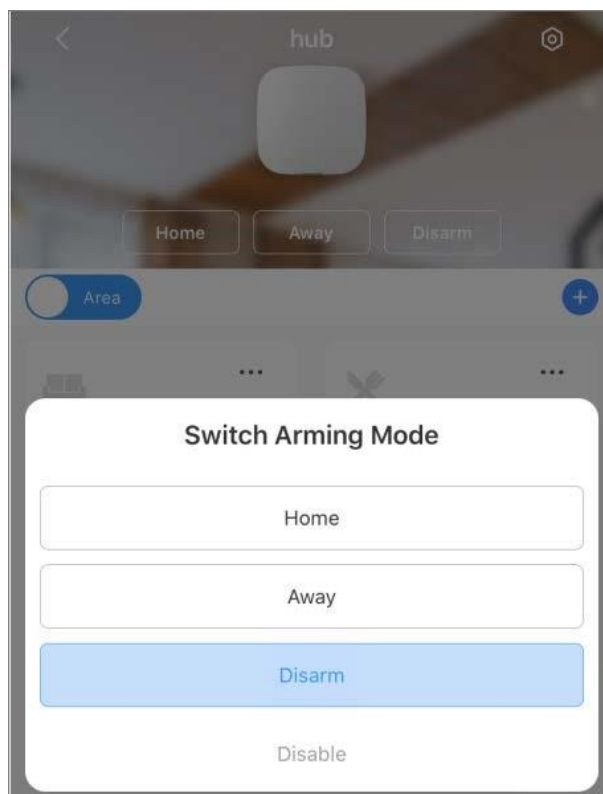 hub
Home Away Disarm
Area
Switch Arming Mode
Home
Away
Disarm
Disable